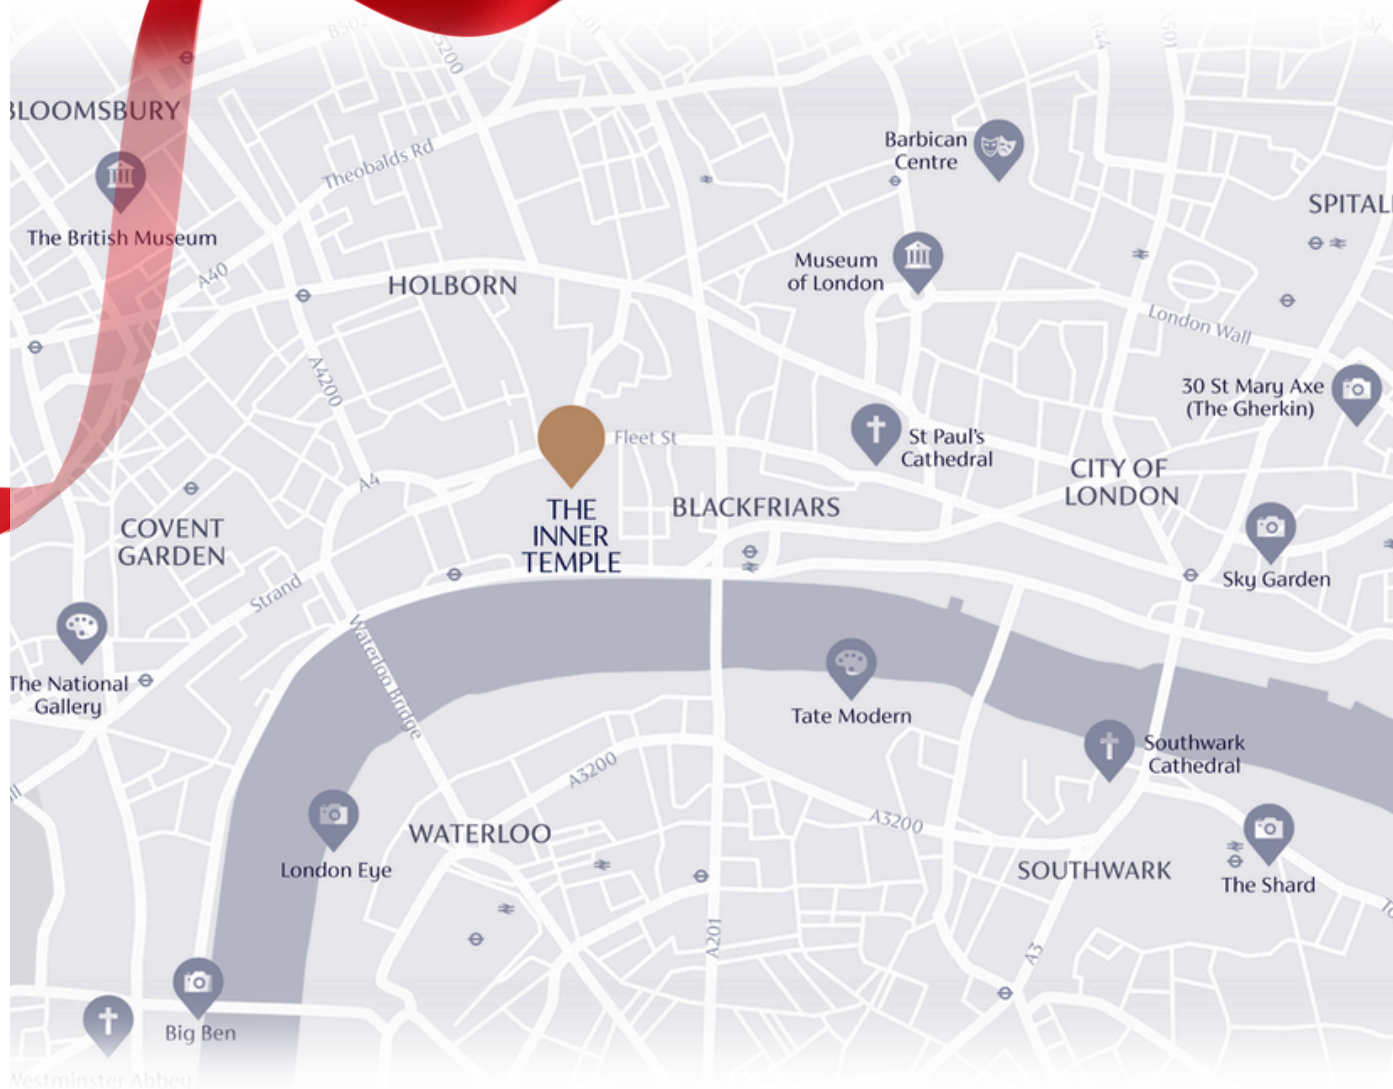 B502
5200
A501
BLOOMSBURY
Theobalds Rd
Barbican
Centre
The British Museum
A40
HOLBORN
Museum
of London
London Wall
A4200
30 St Mary Axe
(The Gherkin)
Fleet St
St Paul's
Cathedral
CITY OF
LONDON
A4
THE
INNER
TEMPLE
BLACKFRIARS
COVENT
GARDEN
Strand
Sky Garden
Waterloo Bridge
The National
Gallery
Tate Modern
Southwark
Cathedral
A3200
A3200
London Eye
WATERLOO
SOUTHWARK
The Shard
A201
A3
Big Ben
Westminster Abbey